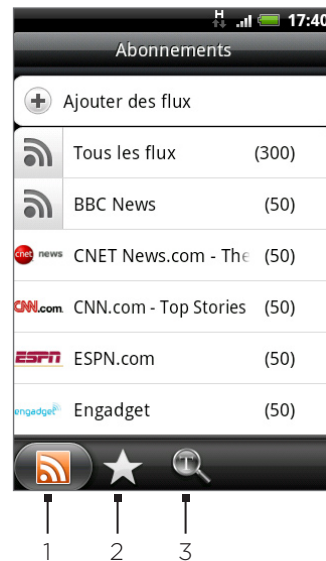 H 17:40
Abonnements
Ajouter des flux
Tous les flux (300)
BBC News (50)
cnet news CNET News.com - The (50)
CNN.com CNN.com - Top Stories (50)
ESPN ESPN.com (50)
engadget Engadget (50)
T
1 2 3